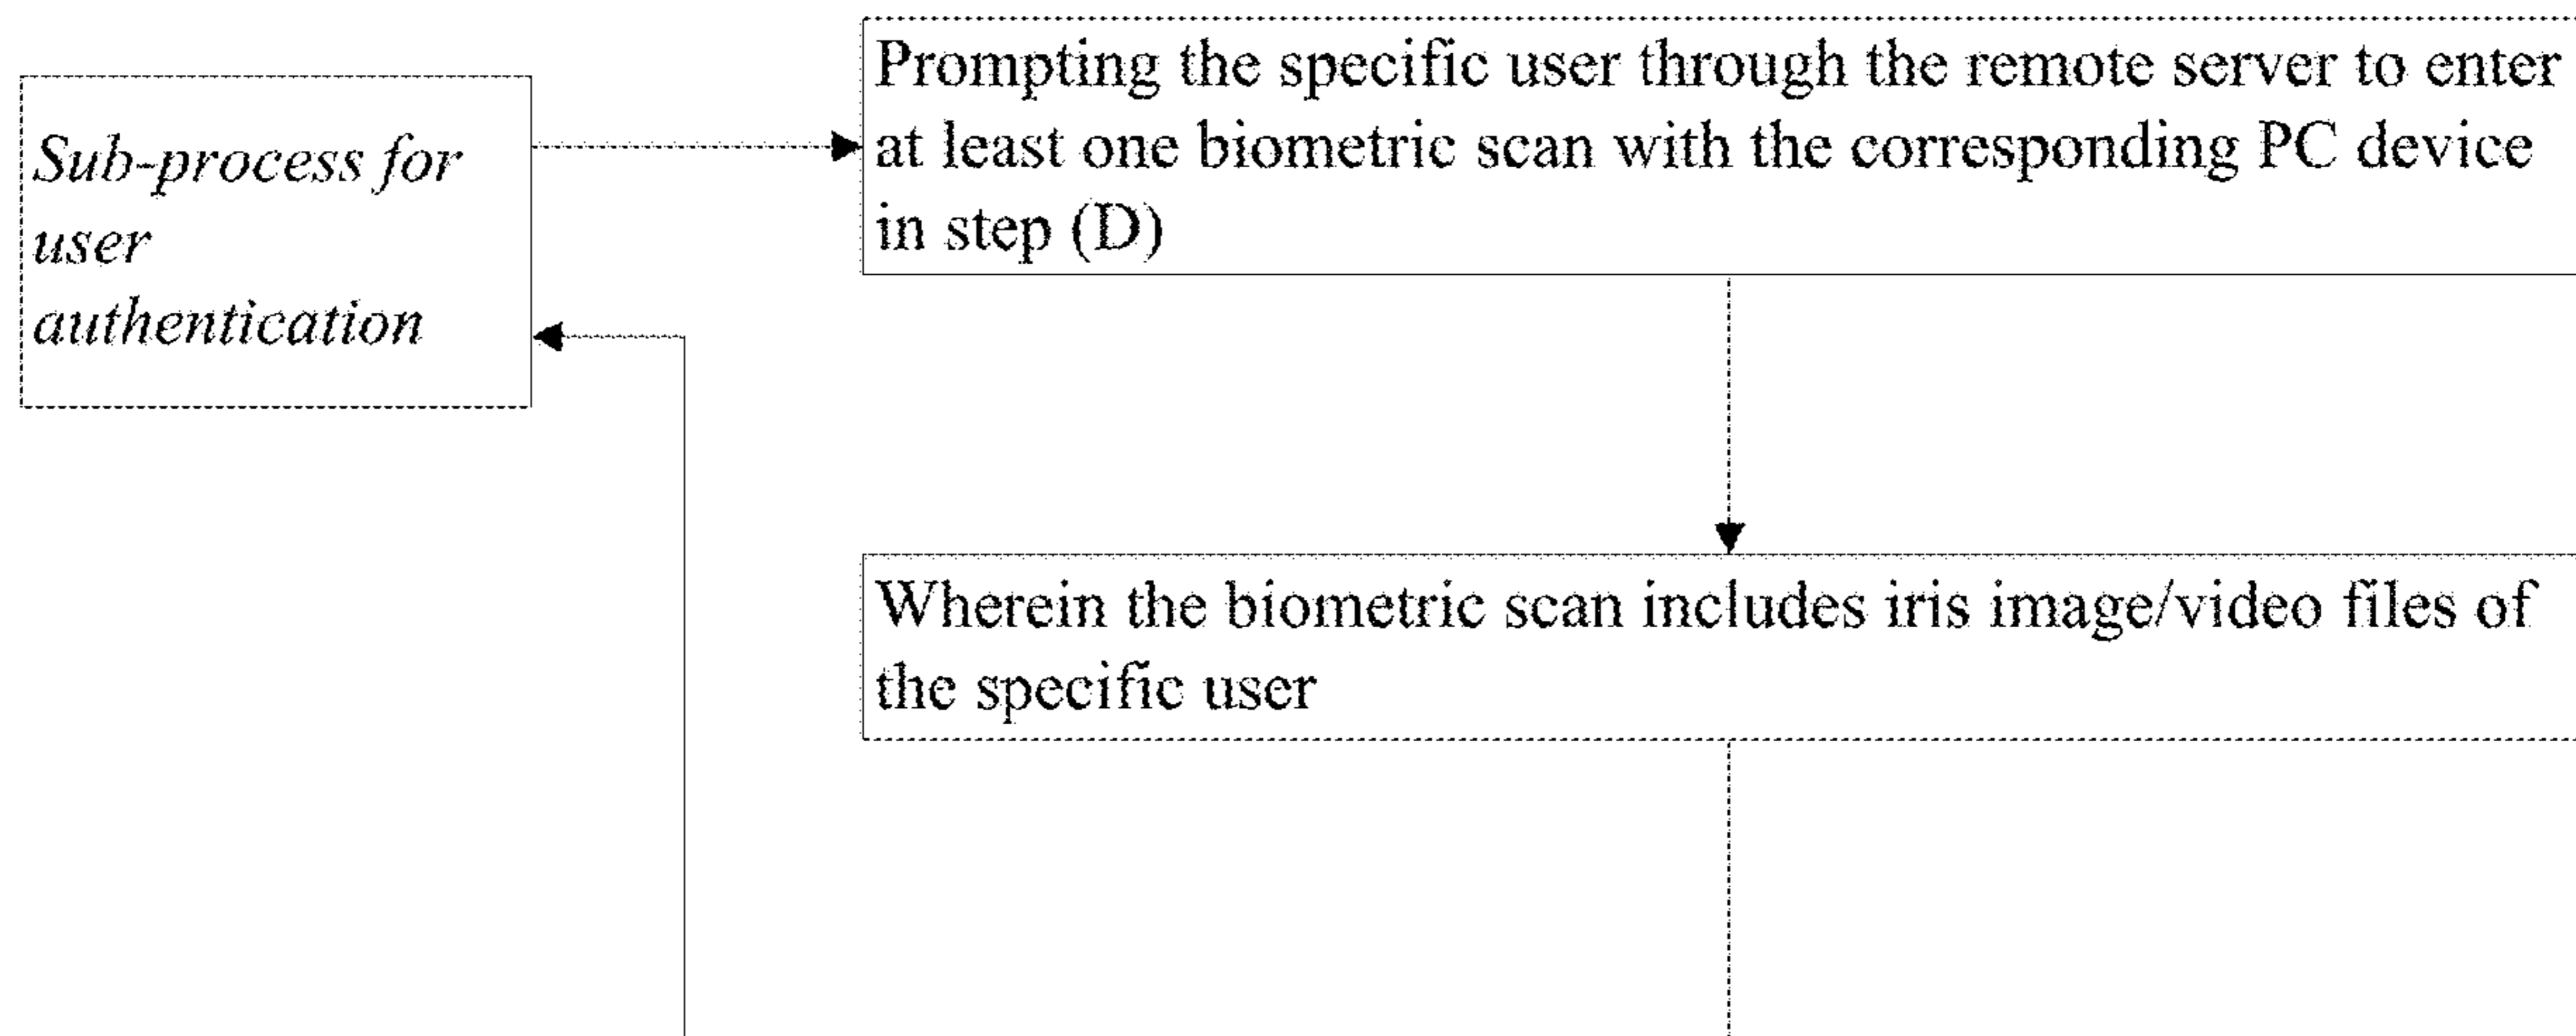 Sub-process for
user
authentication
Prompting the specific user through the remote server to enter
at least one biometric scan with the corresponding PC device
in step (D)
Wherein the biometric scan includes iris image/video files of
the specific user